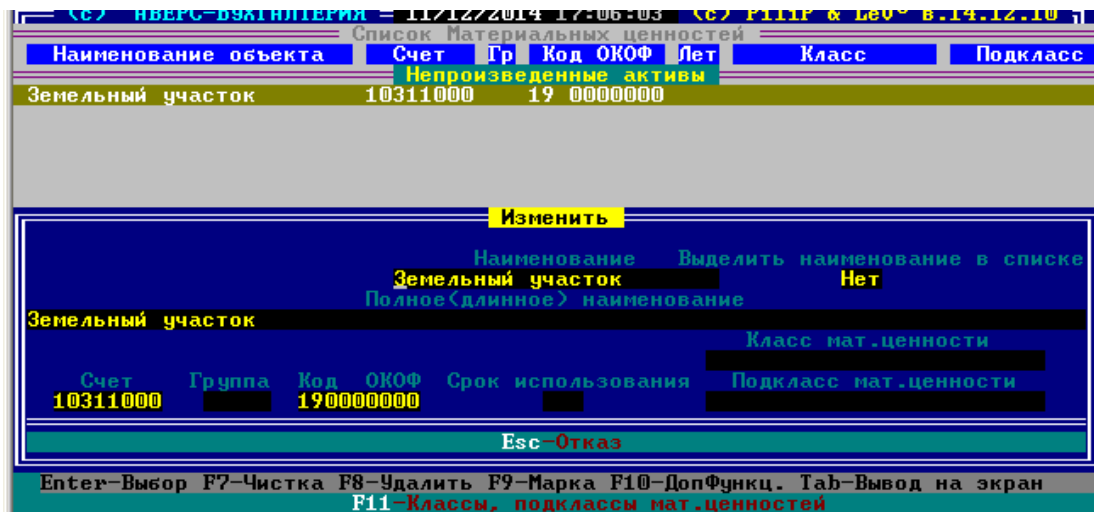 (c) АВЕРС-БУХГАЛТЕРИЯ = 11/12/2014 17:06:03 (c) PiliP & LeV° в.14.12.10
Список Материальных ценностей
Наименование объекта Счет Гр Код ОКОФ Лет Класс Подкласс
Непроизведенные активы
Земельный участок 10311000 19 0000000
Изменить
Наименование Выделить наименование в списке
Земельный участок Нет
Полное(длинное) наименование
Земельный участок
Класс мат.ценности
Счет Группа Код ОКОФ Срок использования Подкласс мат.ценности
10311000 190000000
Esc-Отказ
Enter-Выбор F7-Чистка F8-Удалить F9-Марка F10-ДопФункц. Tab-Вывод на экран
F11-Классы, подклассы мат.ценностей